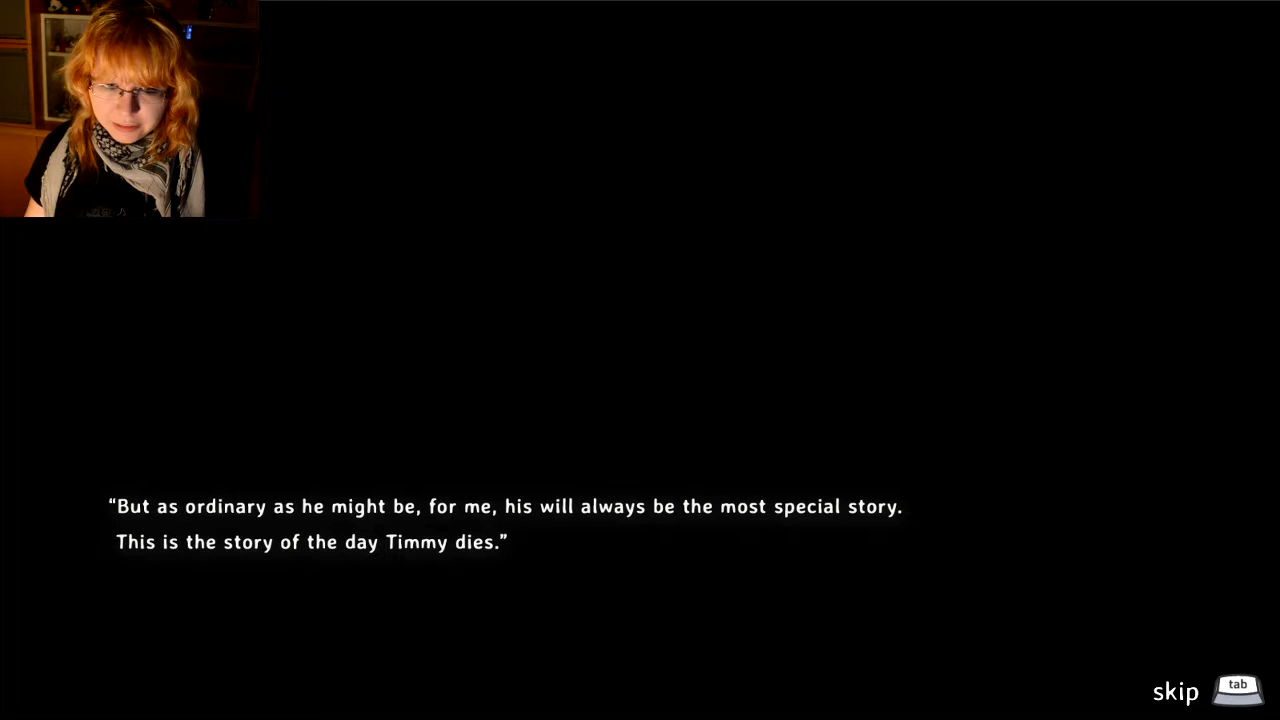 “But as ordinary as he might be, for me, his will always be the most special story.
This is the story of the day Timmy dies.”
skip tab